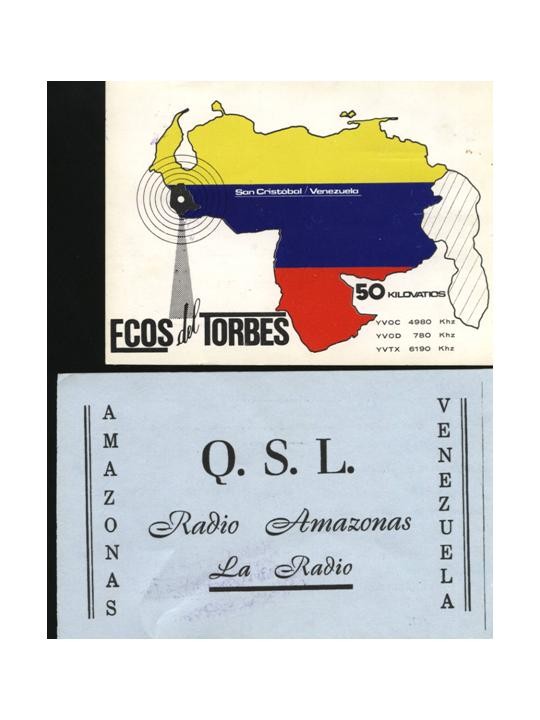 San Cristóbal / Venezuela
50 KILOVATIOS
ECOS del TORBES
YVOC 4980 Khz
YVOD 780 Khz
YVTX 6190 Khz
AMAZONAS
Q. S. L.
Radio Amazonas
La Radio
VENEZUELA